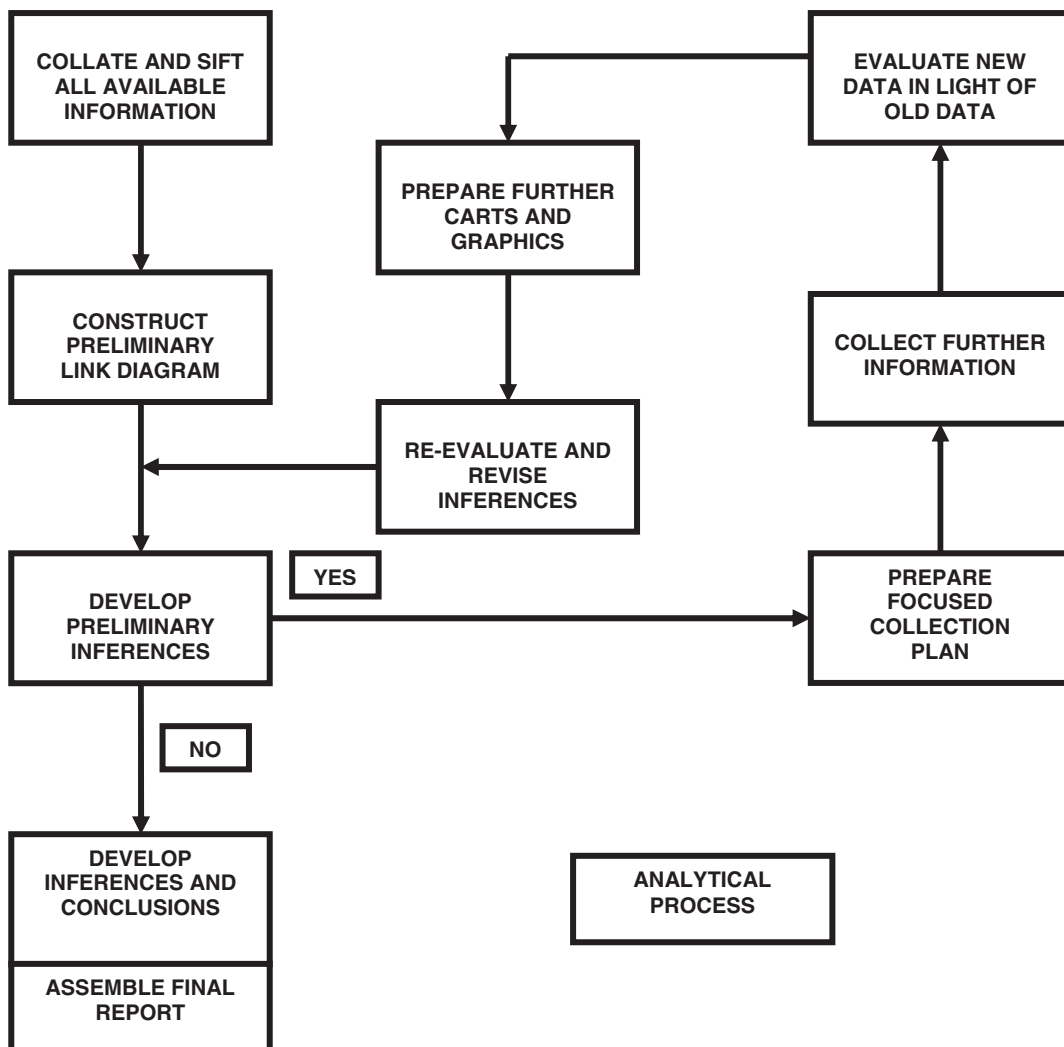 COLLATE AND SIFT
ALL AVAILABLE
INFORMATION
CONSTRUCT
PRELIMINARY
LINK DIAGRAM
DEVELOP
PRELIMINARY
INFERENCES
YES
NO
DEVELOP
INFERENCES AND
CONCLUSIONS
ASSEMBLE FINAL
REPORT
PREPARE FOCUSED
COLLECTION
PLAN
COLLECT FURTHER
INFORMATION
EVALUATE NEW
DATA IN LIGHT OF
OLD DATA
PREPARE FURTHER
CARTS AND
GRAPHICS
RE-EVALUATE AND
REVISE
INFERENCES
ANALYTICAL
PROCESS